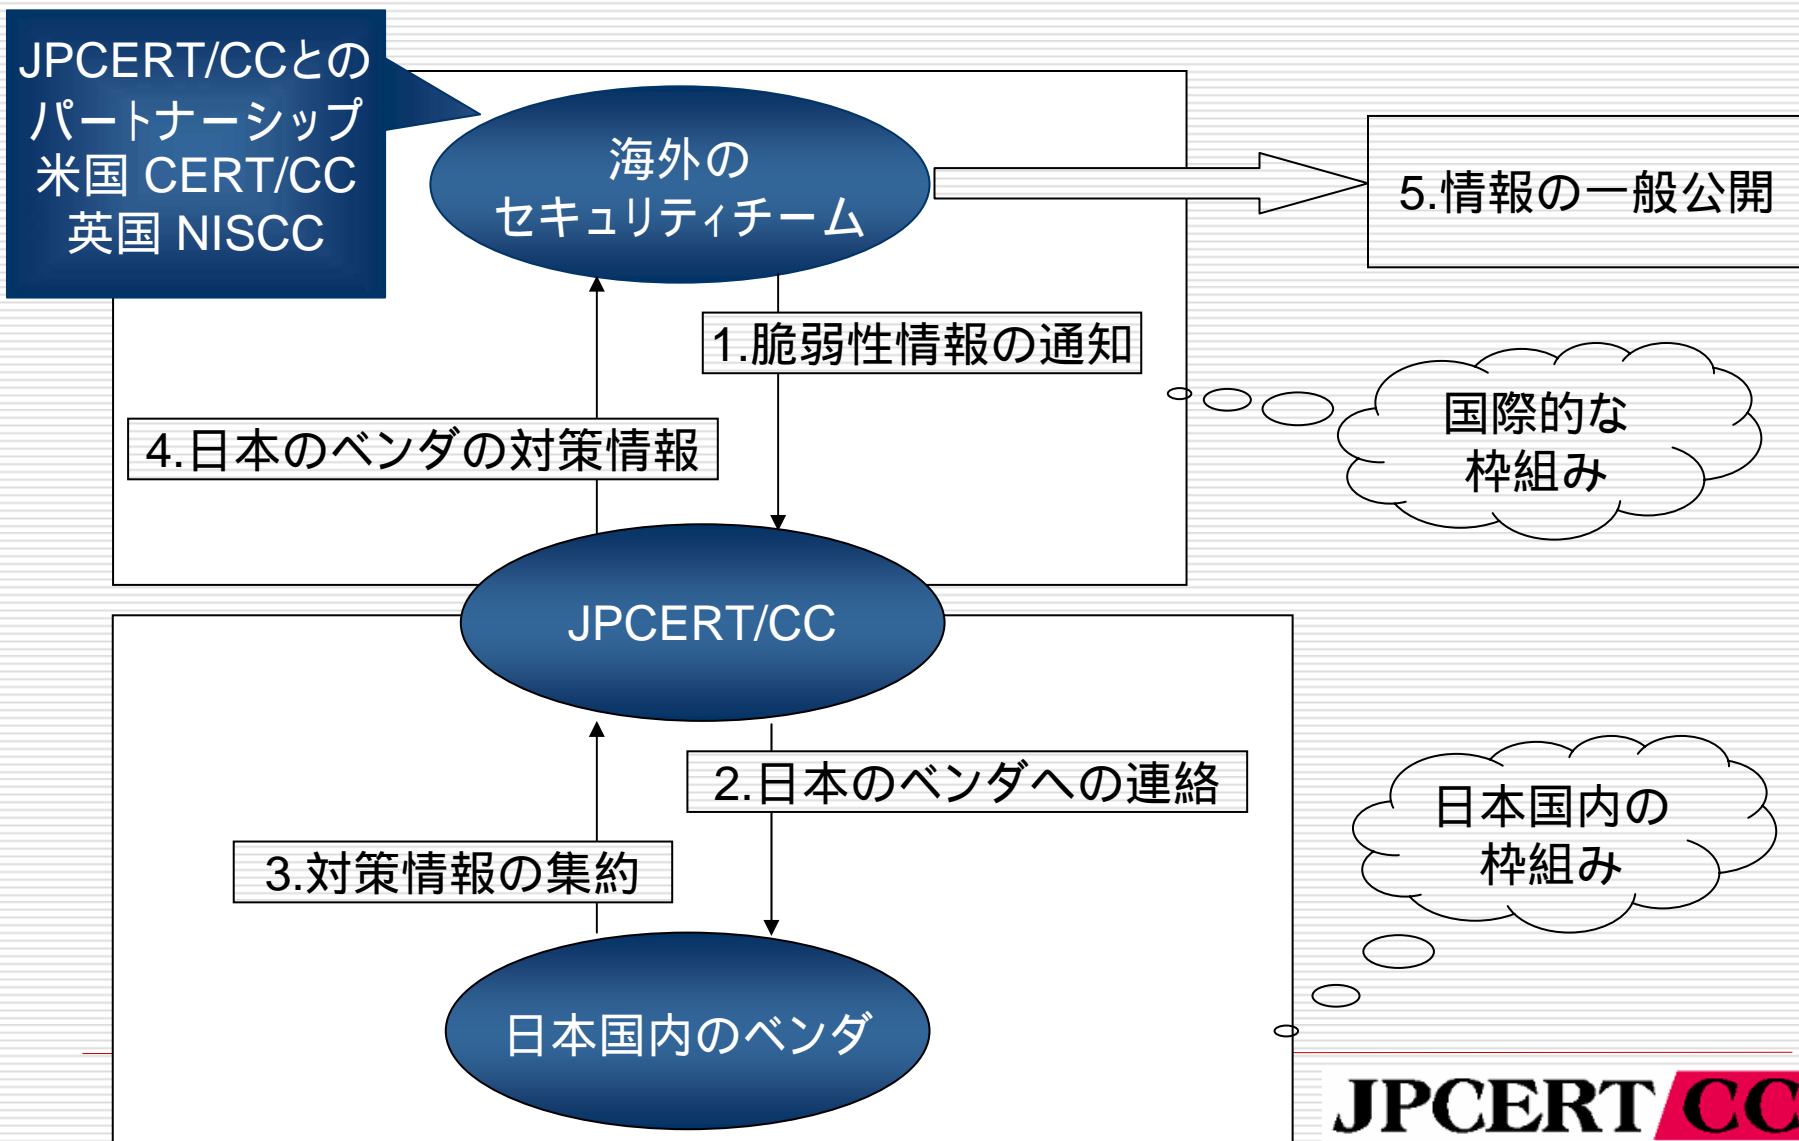 JPCERT/CCとの
パートナーシップ
米国 CERT/CC
英国 NISCC
海外の
セキュリティチーム
5.情報の一般公開
1.脆弱性情報の通知
4.日本のベンダの対策情報
国際的な
枠組み
JPCERT/CC
2.日本のベンダへの連絡
3.対策情報の集約
日本国内の
枠組み
日本国内のベンダ
JPCERT CC